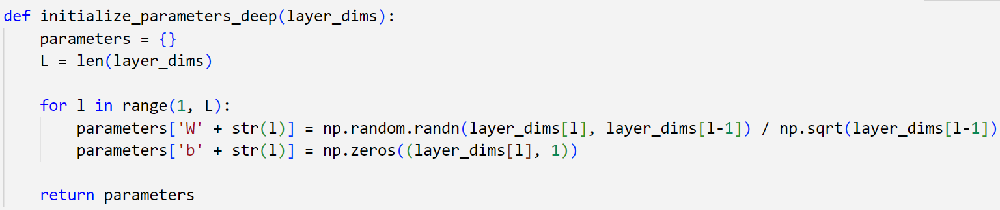 def initialize_parameters_deep(layer_dims):
    parameters = {}
    L = len(layer_dims)
    for l in range(1, L):
        parameters['W' + str(l)] = np.random.randn(layer_dims[l], layer_dims[l-1]) / np.sqrt(layer_dims[l-1])
        parameters['b' + str(l)] = np.zeros((layer_dims[l], 1))
    return parameters